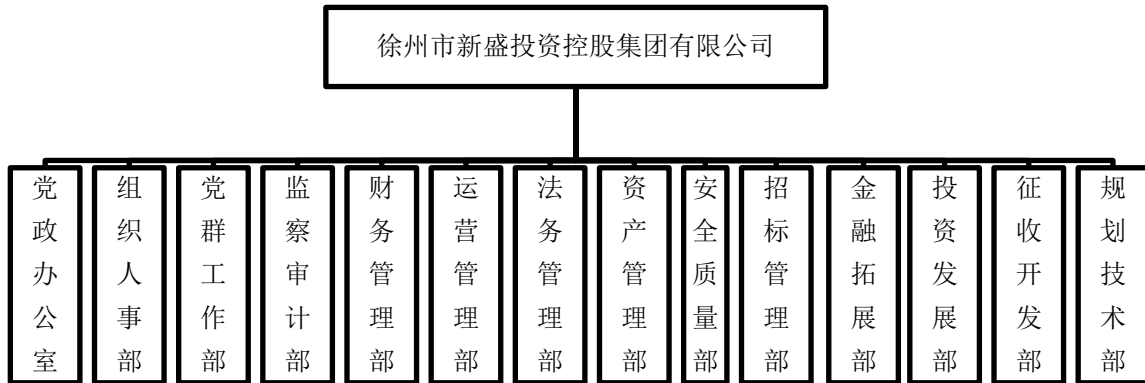 徐州市新盛投资控股集团有限公司
党政办公室
组织人事部
党群工作部
监察审计部
财务管理部
运营管理部
法务管理部
资产管理部
安全质量部
招标管理部
金融拓展部
投资发展部
征收开发部
规划技术部